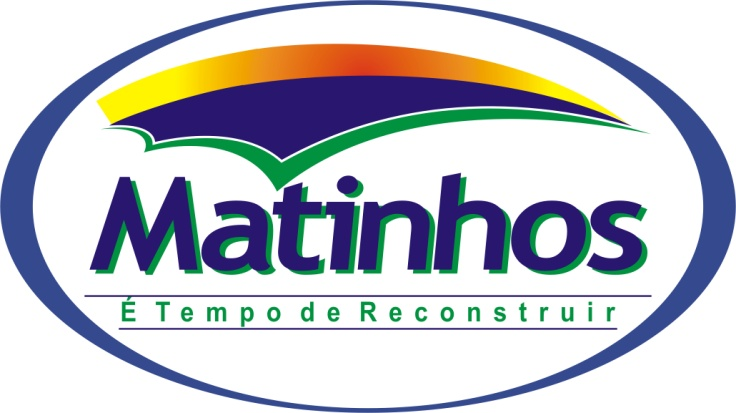 Matinhos
É Tempo de Reconstruir